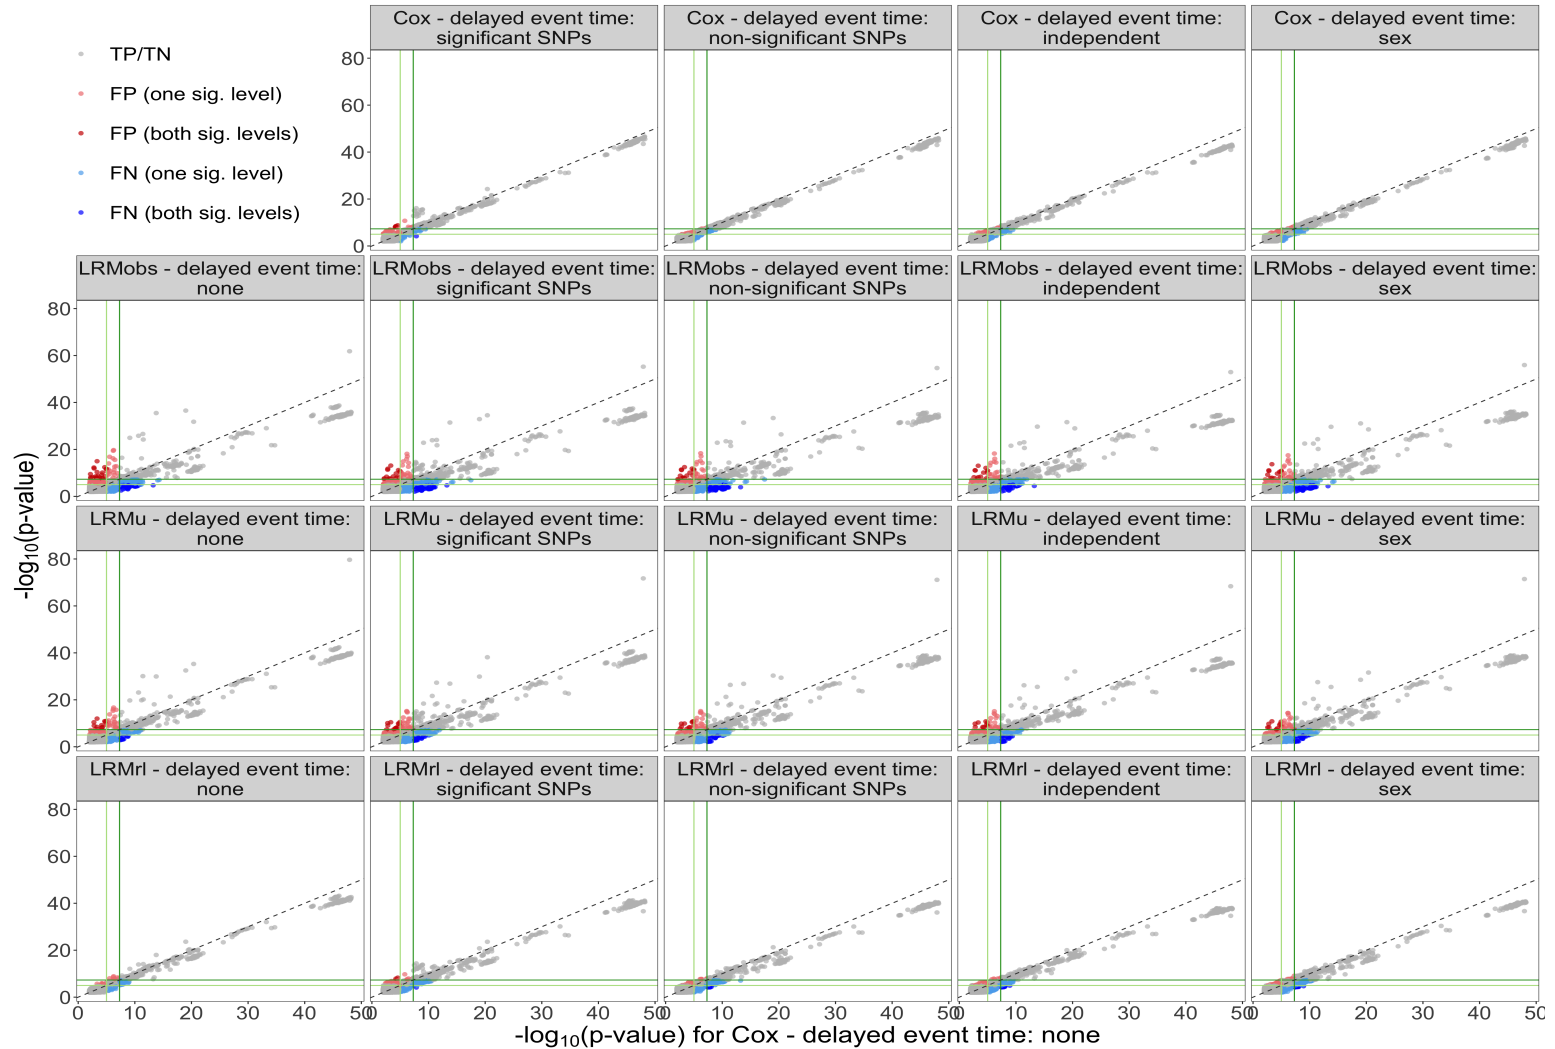 TP/TN
FP (one sig. level)
FP (both sig. levels)
FN (one sig. level)
FN (both sig. levels)
Cox - delayed event time:
significant SNPs
Cox - delayed event time:
non-significant SNPs
Cox - delayed event time:
independent
Cox - delayed event time:
sex
80
60
40
20
0
LRMobs - delayed event time:
none
LRMobs - delayed event time:
significant SNPs
LRMobs - delayed event time:
non-significant SNPs
LRMobs - delayed event time:
independent
LRMobs - delayed event time:
sex
80
60
40
20
0
LRMu - delayed event time:
none
LRMu - delayed event time:
significant SNPs
LRMu - delayed event time:
non-significant SNPs
LRMu - delayed event time:
independent
LRMu - delayed event time:
sex
80
60
40
20
0
LRMrl - delayed event time:
none
LRMrl - delayed event time:
significant SNPs
LRMrl - delayed event time:
non-significant SNPs
LRMrl - delayed event time:
independent
LRMrl - delayed event time:
sex
80
60
40
20
0
0 10 20 30 40 50 0 10 20 30 40 50 0 10 20 30 40 50 0 10 20 30 40 50 0 10 20 30 40 50
-log₁₀(p-value)
-log₁₀(p-value) for Cox - delayed event time: none